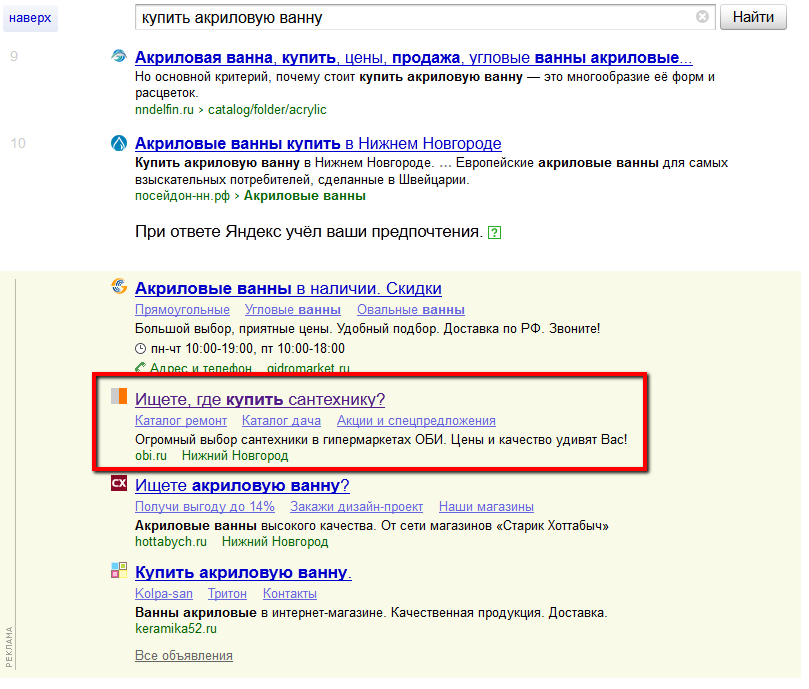 наверх
купить акриловую ванну
Найти
9
Акриловая ванна, купить, цены, продажа, угловые ванны акриловые...
Но основной критерий, почему стоит купить акриловую ванну — это многообразие её форм и
расцветок.
nndelfin.ru › catalog/folder/acrylic
10
Акриловые ванны купить в Нижнем Новгороде
Купить акриловую ванну в Нижнем Новгороде. ... Европейские акриловые ванны для самых
взыскательных потребителей, сделанные в Швейцарии.
посейдон-нн.рф › Акриловые ванны
При ответе Яндекс учёл ваши предпочтения. ?
Акриловые ванны в наличии. Скидки
Прямоугольные Угловые ванны Овальные ванны
Большой выбор, приятные цены. Удобный подбор. Доставка по РФ. Звоните!
пн-чт 10:00-19:00, пт 10:00-18:00
Адрес и телефон gidromarket.ru
Ищете, где купить сантехнику?
Каталог ремонт Каталог дача Акции и спецпредложения
Огромный выбор сантехники в гипермаркетах ОБИ. Цены и качество удивят Вас!
obi.ru Нижний Новгород
СХ
Ищете акриловую ванну?
Получи выгоду до 14% Закажи дизайн-проект Наши магазины
Акриловые ванны высокого качества. От сети магазинов «Старик Хоттабыч»
hottabych.ru Нижний Новгород
Купить акриловую ванну.
Kolpa-san Тритон Контакты
Ванны акриловые в интернет-магазине. Качественная продукция. Доставка.
keramika52.ru
Все объявления
РЕКЛАМА